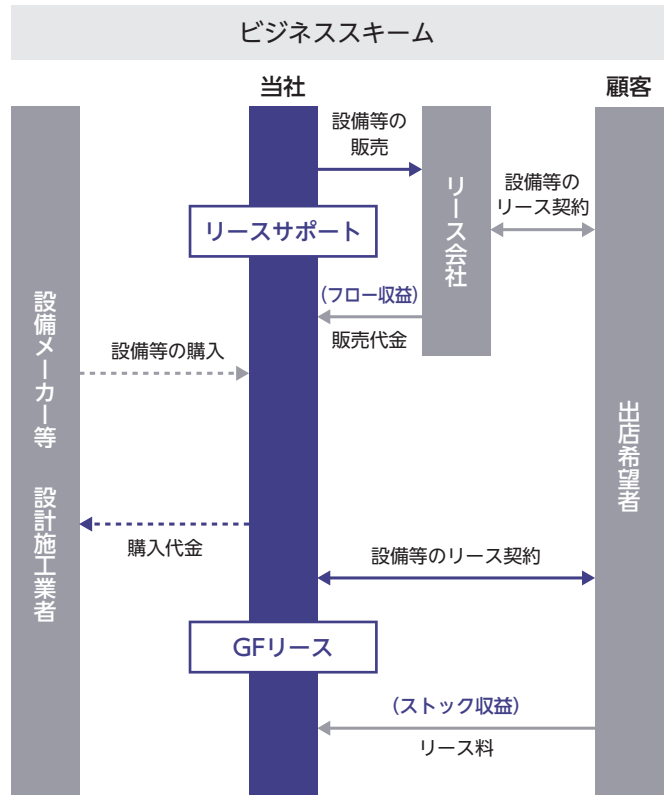 ビジネススキーム
当社
顧客
設備等の
販売
リース会社
設備等の
リース契約
リースサポート
(フロー収益)
販売代金
設備メーカー等　設計施工業者
設備等の購入
出店希望者
購入代金
設備等のリース契約
GFリース
(ストック収益)
リース料